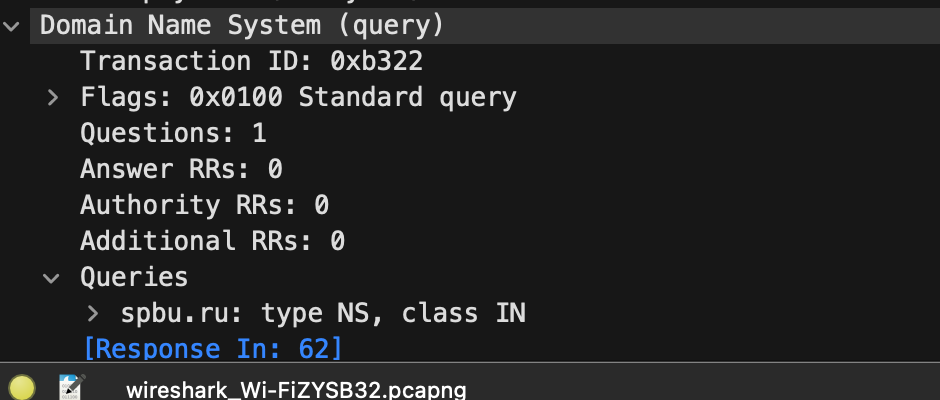 Domain Name System (query)
Transaction ID: 0xb322
Flags: 0x0100 Standard query
Questions: 1
Answer RRs: 0
Authority RRs: 0
Additional RRs: 0
Queries
spbu.ru: type NS, class IN
[Response In: 62]
wireshark_Wi-FiZYSB32.pcapng